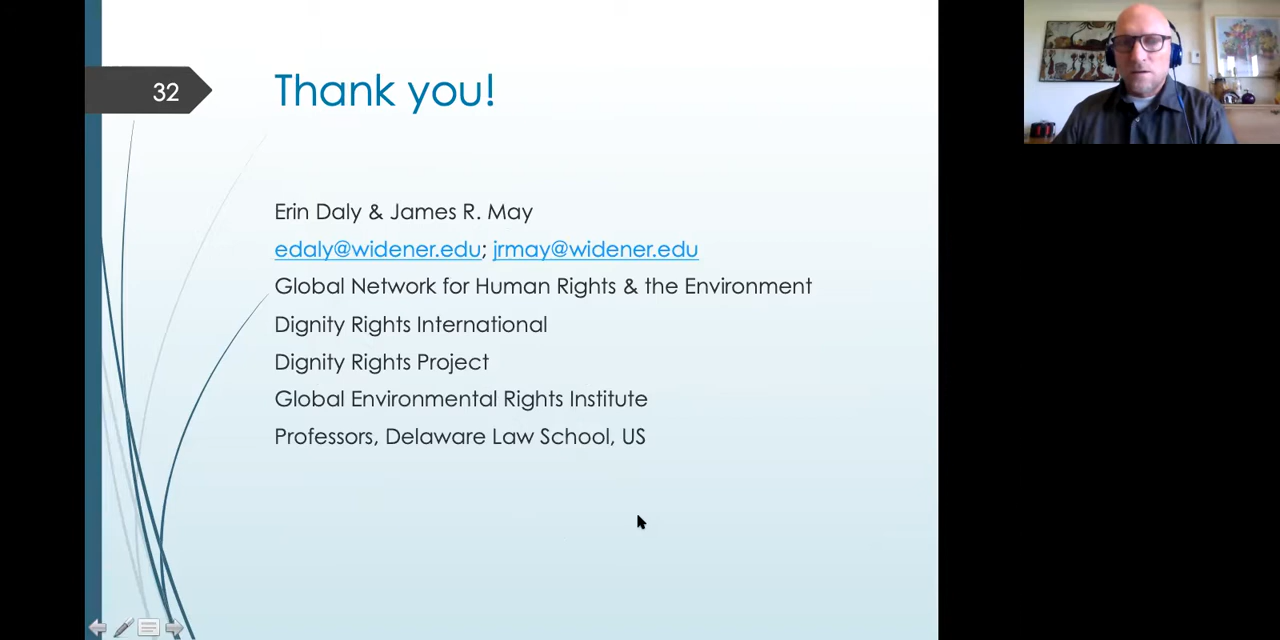 32
Thank you!
Erin Daly & James R. May
edaly@widener.edu; jrmay@widener.edu
Global Network for Human Rights & the Environment
Dignity Rights International
Dignity Rights Project
Global Environmental Rights Institute
Professors, Delaware Law School, US